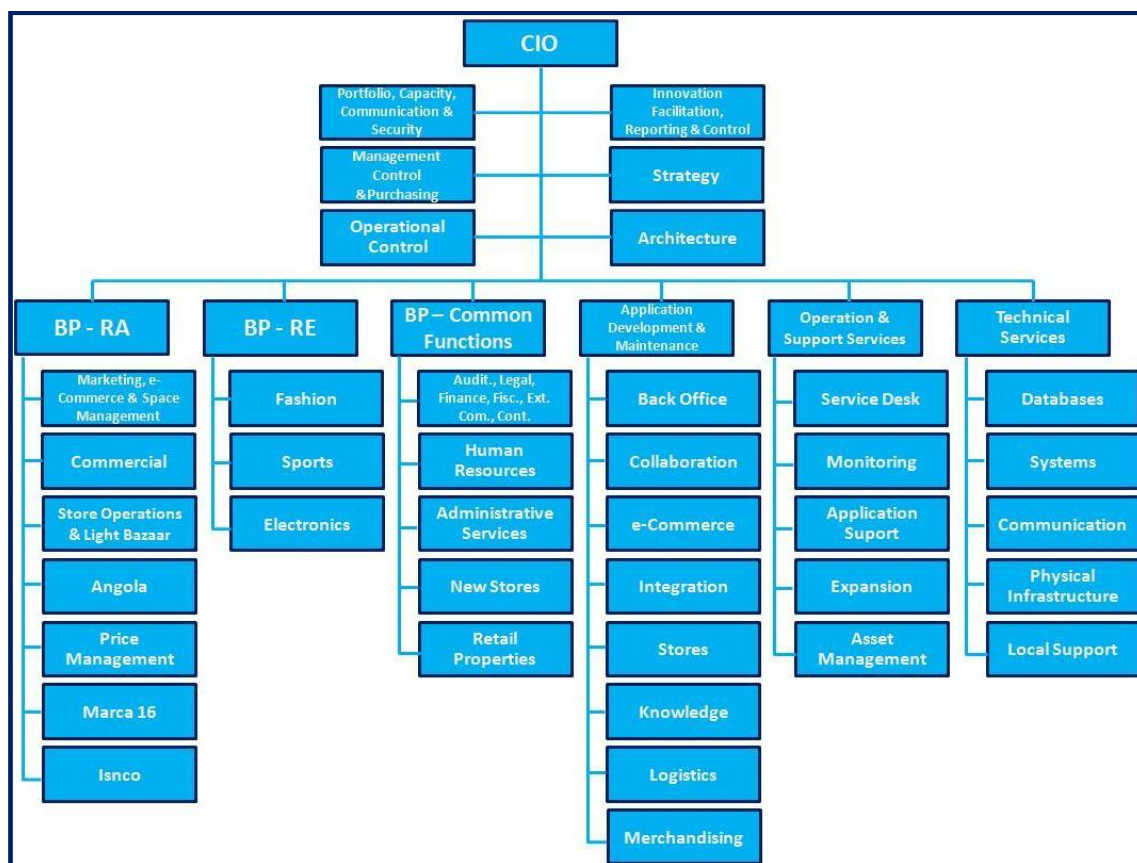 CIO
Portfolio, Capacity,
Communication &
Security
Innovation
Facilitation,
Reporting & Control
Management
Control
&Purchasing
Strategy
Operational
Control
Architecture
BP - RA
BP - RE
BP – Common
Functions
Application
Development &
Maintenance
Operation &
Support Services
Technical
Services
Marketing, e-
Commerce & Space
Management
Commercial
Store Operations
& Light Bazaar
Angola
Price
Management
Marca 16
Isnco
Fashion
Sports
Electronics
Audit., Legal,
Finance, Fisc., Ext.
Com., Cont.
Human
Resources
Administrative
Services
New Stores
Retail
Properties
Back Office
Collaboration
e-Commerce
Integration
Stores
Knowledge
Logistics
Merchandising
Service Desk
Monitoring
Application
Suport
Expansion
Asset
Management
Databases
Systems
Communication
Physical
Infrastructure
Local Support